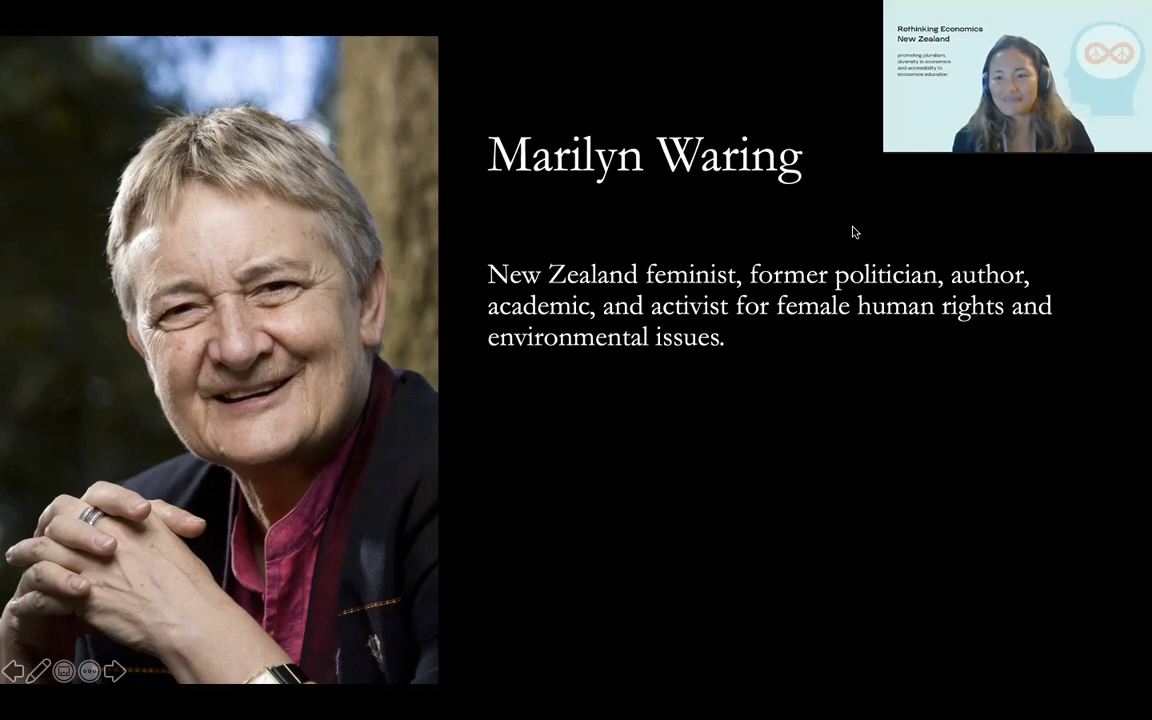 Rethinking Economics
New Zealand
promoting pluralism,
diversity in economics
and accessibility to
economics education
Marilyn Waring
New Zealand feminist, former politician, author,
academic, and activist for female human rights and
environmental issues.